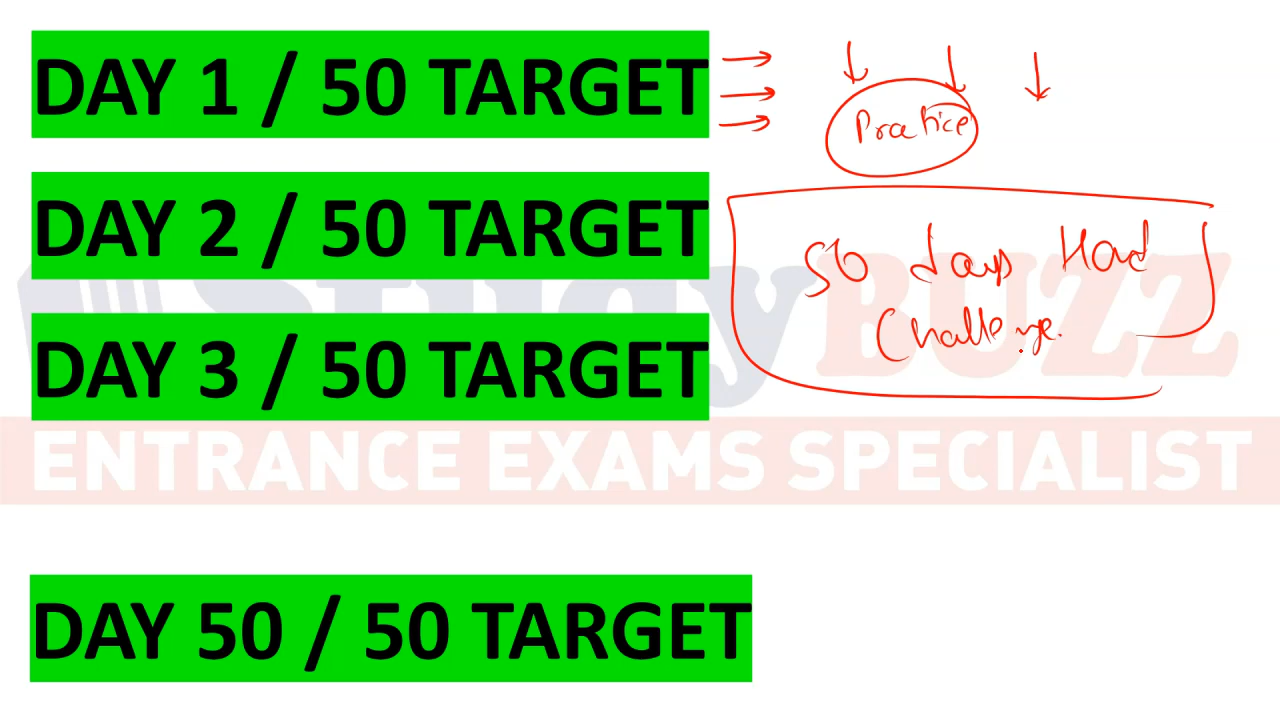 DAY 1 / 50 TARGET
Pratice
DAY 2 / 50 TARGET
50 days Hard
Challenge.
DAY 3 / 50 TARGET
StudyBUZZ
ENTRANCE EXAMS SPECIALIST
DAY 50 / 50 TARGET